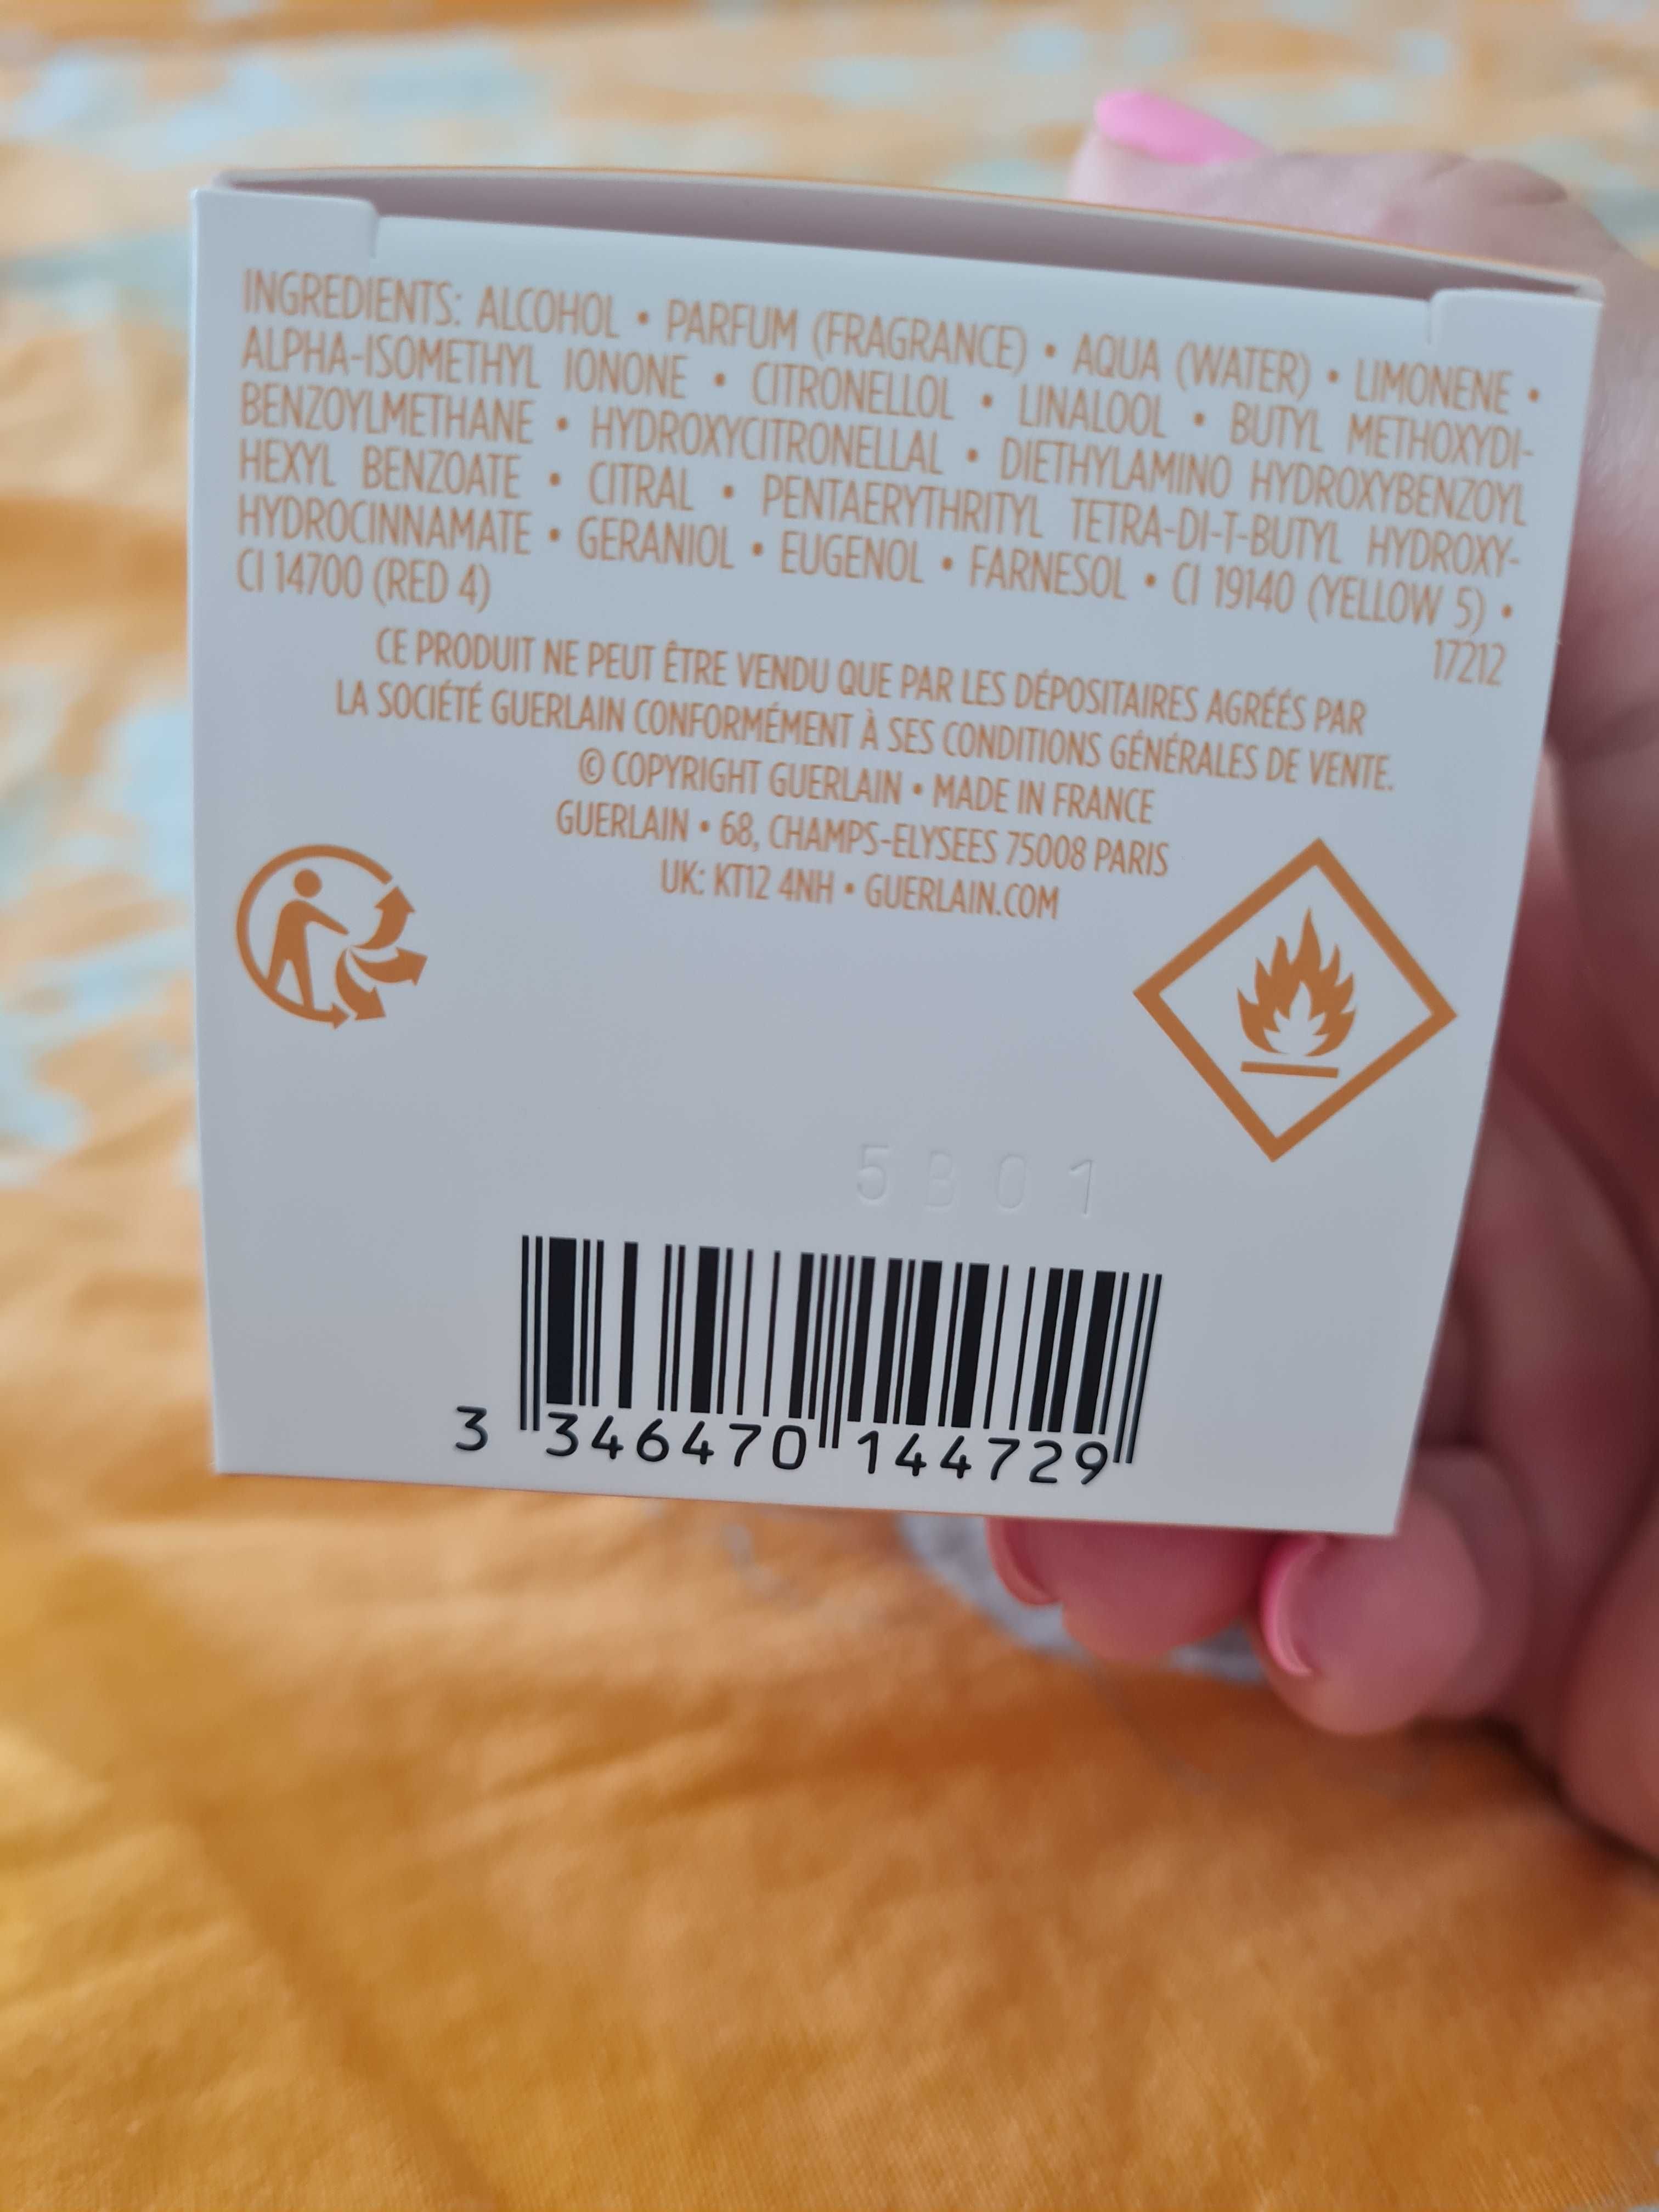 INGREDIENTS: ALCOHOL • PARFUM (FRAGRANCE) • AQUA (WATER) • LIMONENE •
ALPHA-ISOMETHYL IONONE • CITRONELLOL • LINALOOL • BUTYL METHOXYDI-
BENZOYLMETHANE • HYDROXYCITRONELLAL • DIETHYLAMINO HYDROXYBENZOYL
HEXYL BENZOATE • CITRAL • PENTAERYTHRITYL TETRA-DI-T-BUTYL HYDROXY-
HYDROCINNAMATE • GERANIOL • EUGENOL • FARNESOL • CI 19140 (YELLOW 5) •
CI 14700 (RED 4)
17212
CE PRODUIT NE PEUT ÊTRE VENDU QUE PAR LES DÉPOSITAIRES AGRÉÉS PAR
LA SOCIÉTÉ GUERLAIN CONFORMÉMENT À SES CONDITIONS GÉNÉRALES DE VENTE.
© COPYRIGHT GUERLAIN • MADE IN FRANCE
GUERLAIN • 68, CHAMPS-ELYSEES 75008 PARIS
UK: KT12 4NH • GUERLAIN.COM
5B01
3 346470 144729